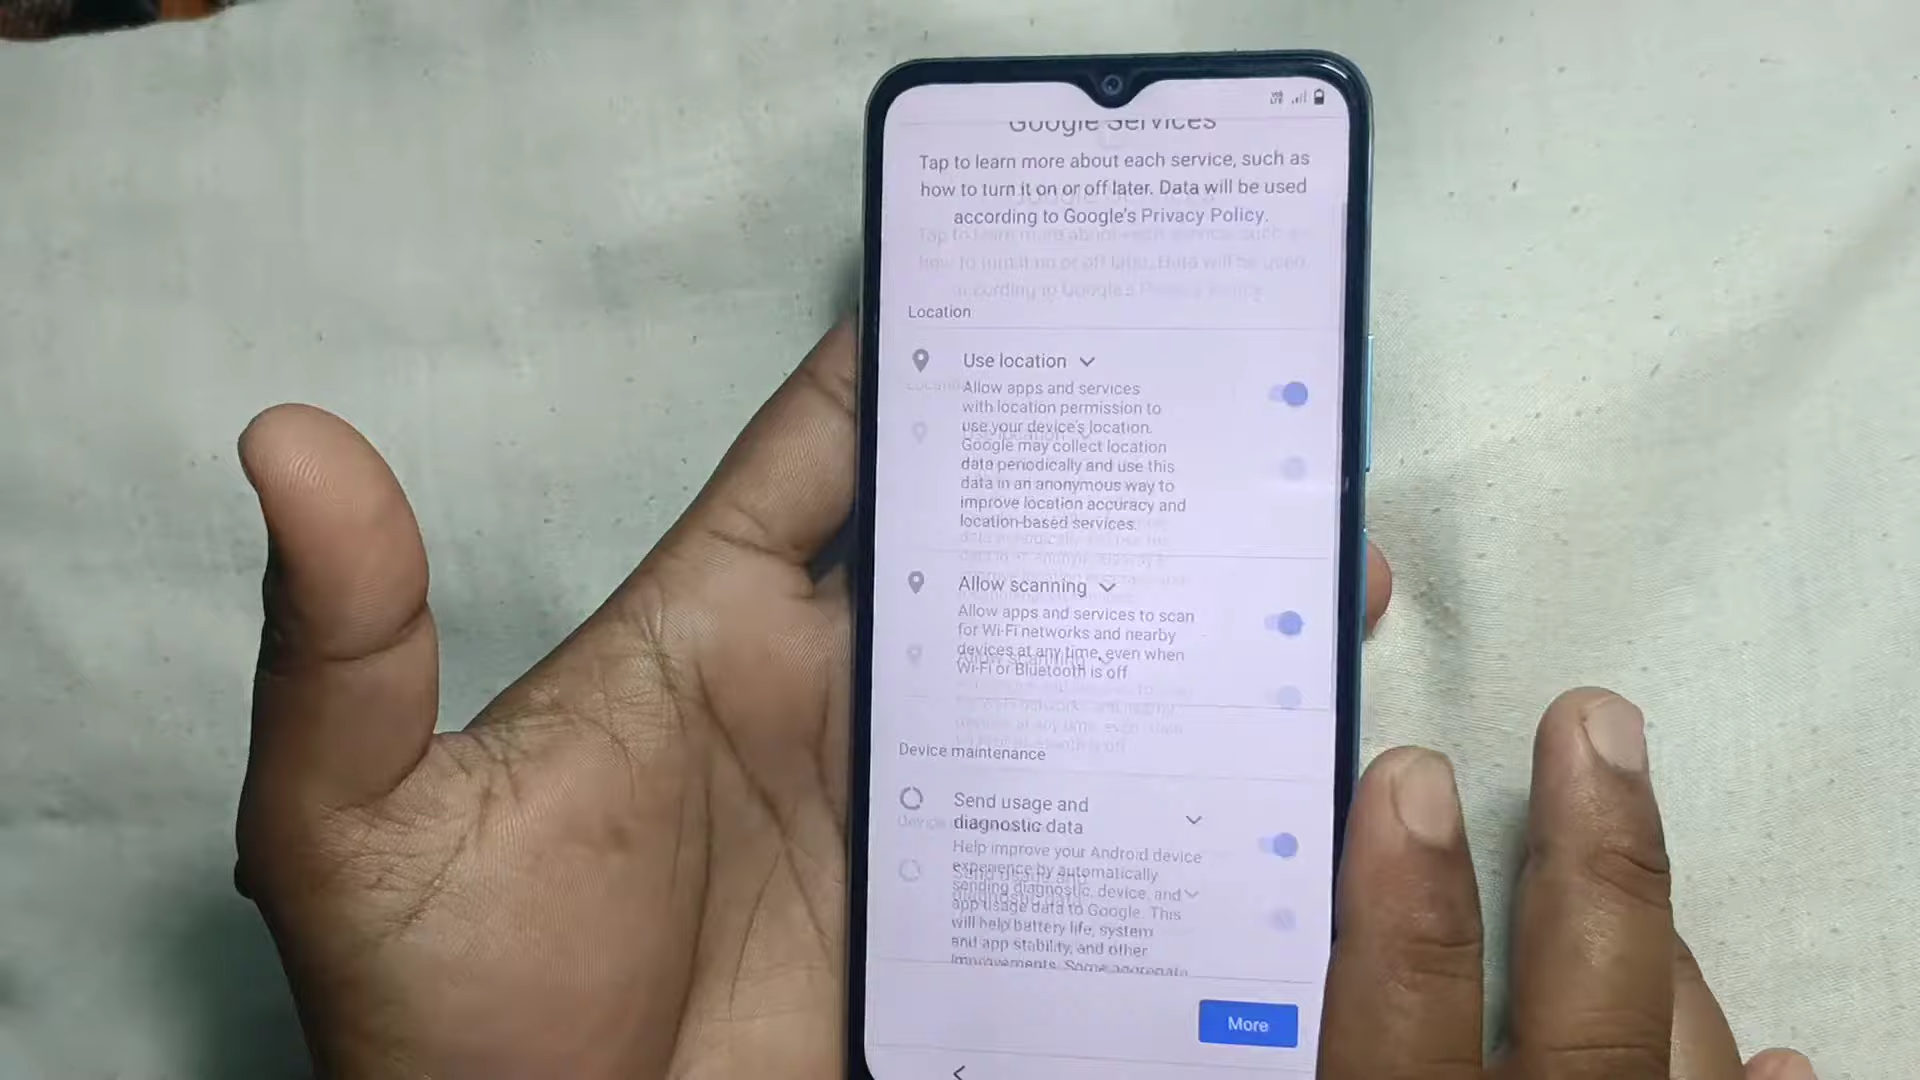 Google Services
Tap to learn more about each service, such as
how to turn it on or off later. Data will be used
according to Google's Privacy Policy.
Location
Use location
Allow apps and services
with location permission to
use your device's location.
Google may collect location
data periodically and use this
data in an anonymous way to
improve location accuracy and
location-based services.
Allow scanning
Allow apps and services to scan
for Wi-Fi networks and nearby
devices at any time, even when
Wi-Fi or Bluetooth is off
Device maintenance
Send usage and
diagnostic data
Help improve your Android device
experience by automatically
sending diagnostic, device, and
app usage data to Google. This
will help battery life, system
and app stability, and other
improvements. Some aggregate
More